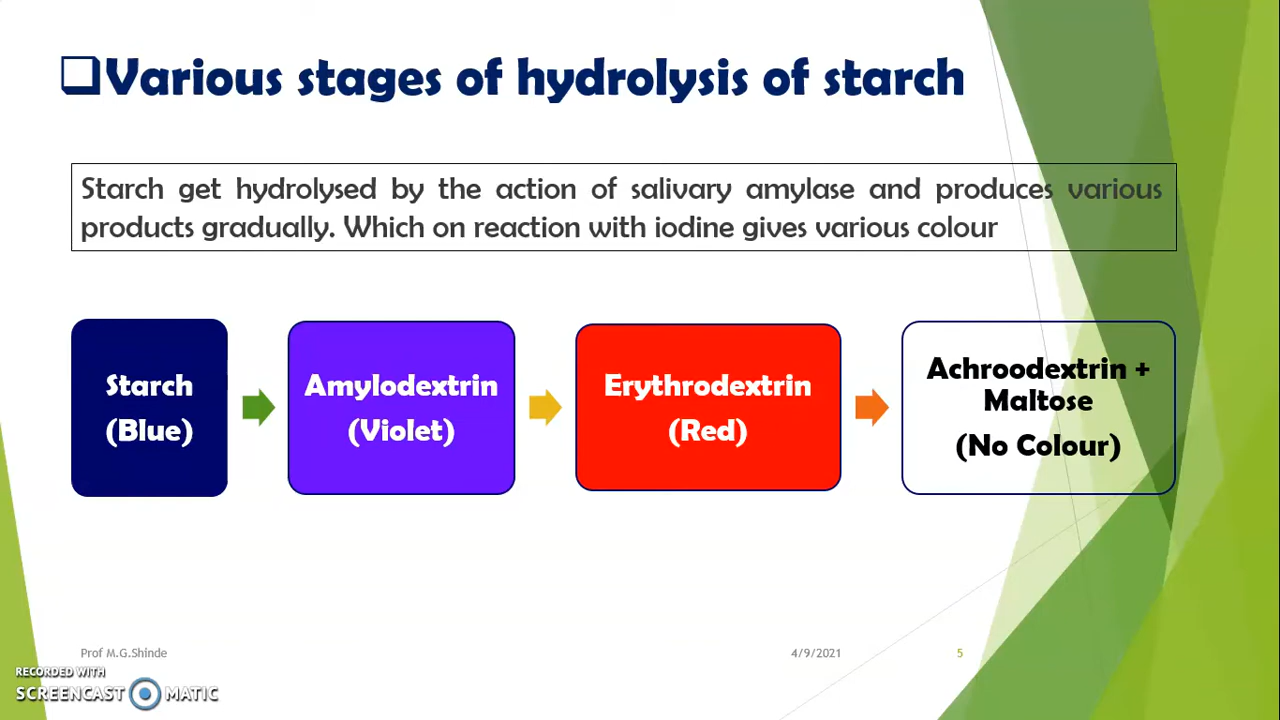 ❑Various stages of hydrolysis of starch
Starch get hydrolysed by the action of salivary amylase and produces various
products gradually. Which on reaction with iodine gives various colour
Starch
(Blue)
Amylodextrin
(Violet)
Erythrodextrin
(Red)
Achroodextrin +
Maltose
(No Colour)
Prof M.G.Shinde
4/9/2021
5
RECORDED WITH
SCREENCAST MATIC